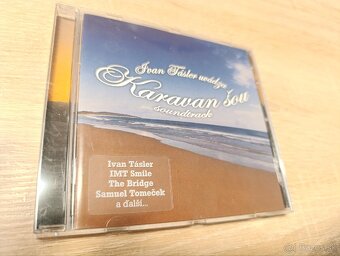 Ivan Tásler uvádza
Karavan šou
soundtrack
Ivan Tásler
IMT Smile
The Bridge
Samuel Tomeček
a ďalší...